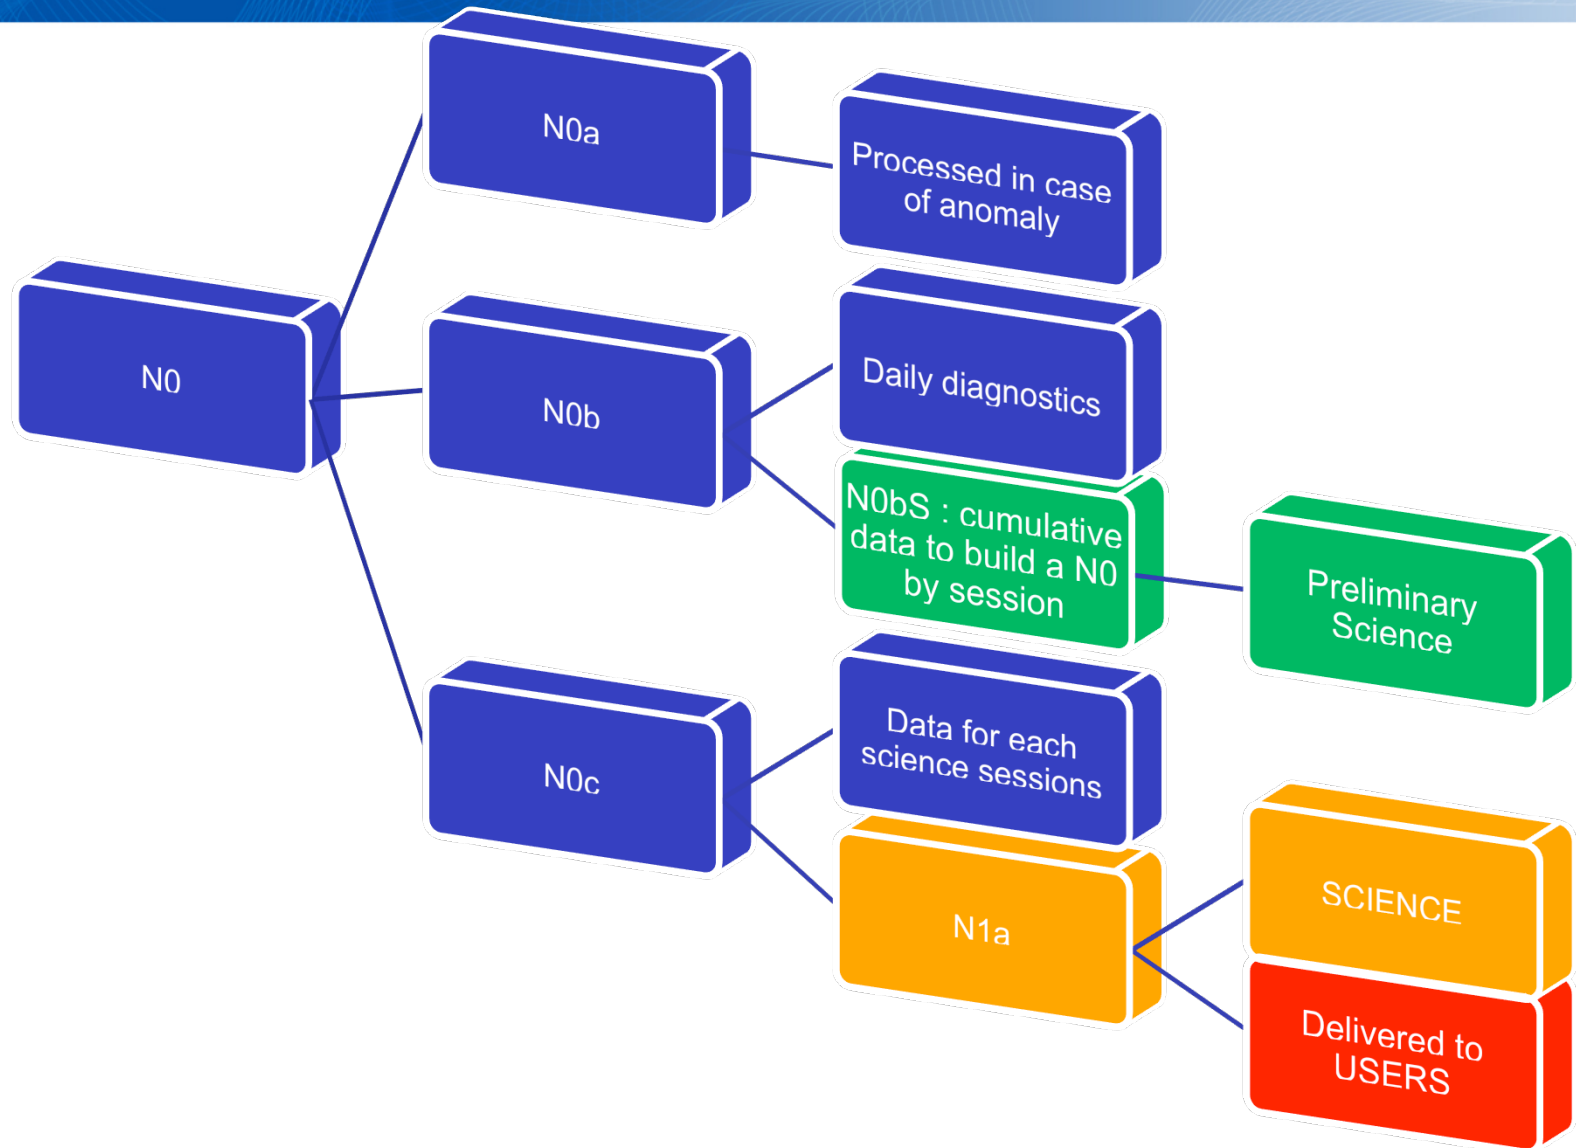 N0a
Processed in case
of anomaly
N0
N0b
Daily diagnostics
N0bS : cumulative
data to build a N0
by session
Preliminary
Science
N0c
Data for each
science sessions
N1a
SCIENCE
Delivered to
USERS